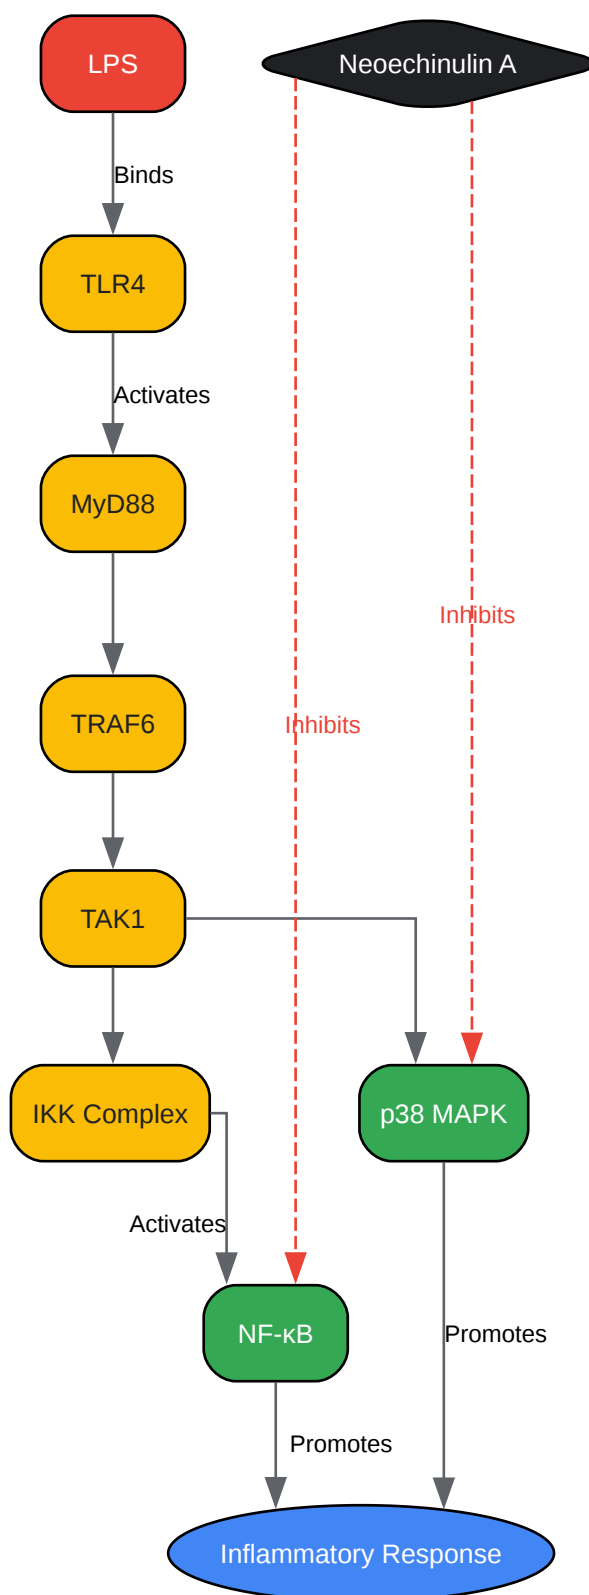 LPS
Neoechinulin A
Binds
TLR4
Activates
MyD88
Inhibits
TRAF6
Inhibits
TAK1
IKK Complex
p38 MAPK
Activates
NF-κB
Promotes
Promotes
Inflammatory Response